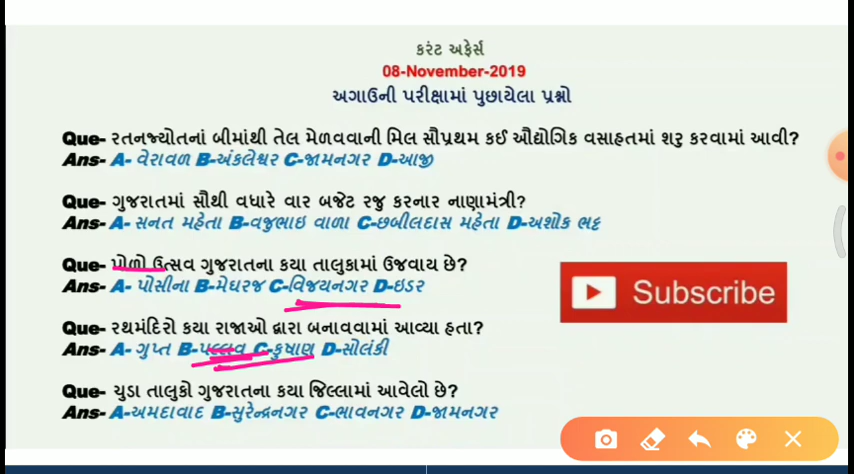 કરંટ અફેર્સ
08-November-2019
અગાઉની પરીક્ષામાં પુછાયેલા પ્રશ્નો
Que- રતનજ્યોતનાં બીમાંથી તેલ મેળવવાની મિલ સૌપ્રથમ કઈ ઔદ્યોગિક વસાહતમાં શરુ કરવામાં આવી?
Ans- A- વેરાવળ B-અંકલેશ્વર C-જામનગર D-આજી
Que- ગુજરાતમાં સૌથી વધારે વાર બજેટ રજુ કરનાર નાણામંત્રી?
Ans- A- સનત મહેતા B-વજુભાઇ વાળા C-છબીલદાસ મહેતા D-અશોક ભટ્ટ
Que- પોળો ઉત્સવ ગુજરાતના કયા તાલુકામાં ઉજવાય છે?
Ans- A- પોસીના B-મેઘરજ C-વિજયનગર D-ઇડર
Subscribe
Que- રથમંદિરો કયા રાજાઓ દ્વારા બનાવવામાં આવ્યા હતા?
Ans- A- ગુપ્ત B-પલ્લવ C-કુષાણ D-સોલંકી
Que- ચુડા તાલુકો ગુજરાતના કયા જિલ્લામાં આવેલો છે?
Ans- A-અમદાવાદ B-સુરેન્દ્રનગર C-ભાવનગર D-જામનગર